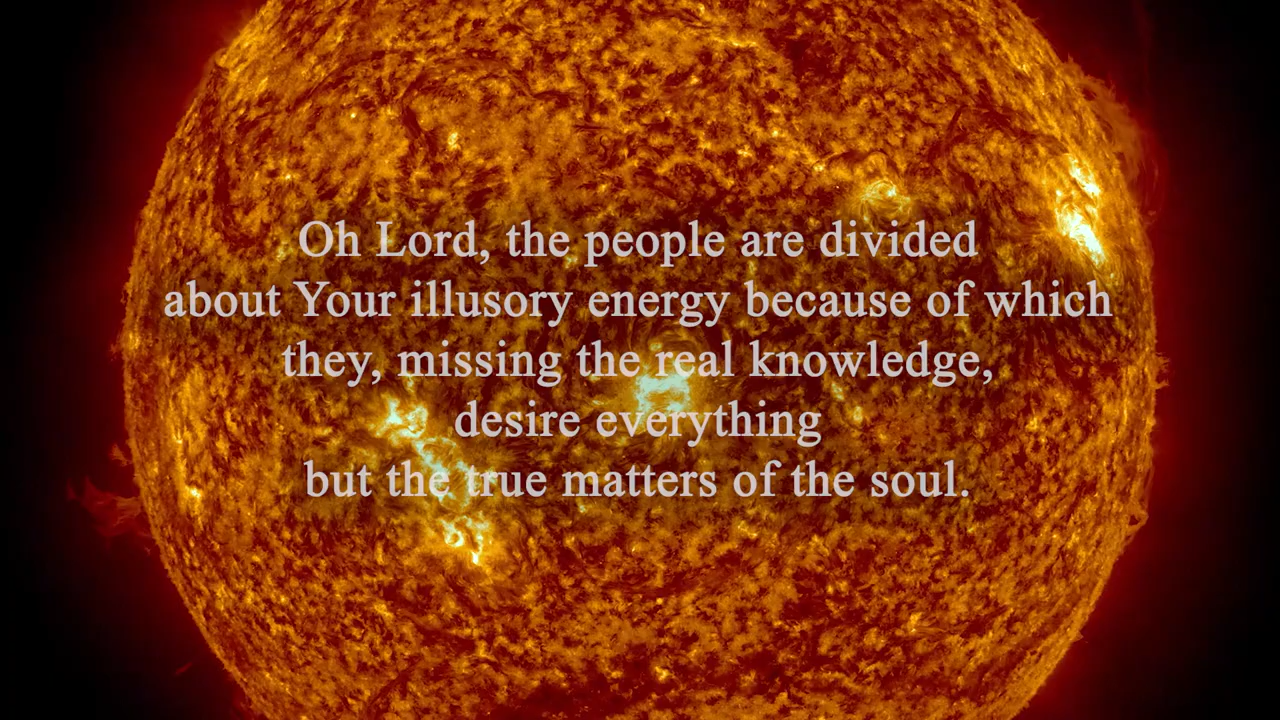 Oh Lord, the people are divided
about Your illusory energy because of which
they, missing the real knowledge,
desire everything
but the true matters of the soul.